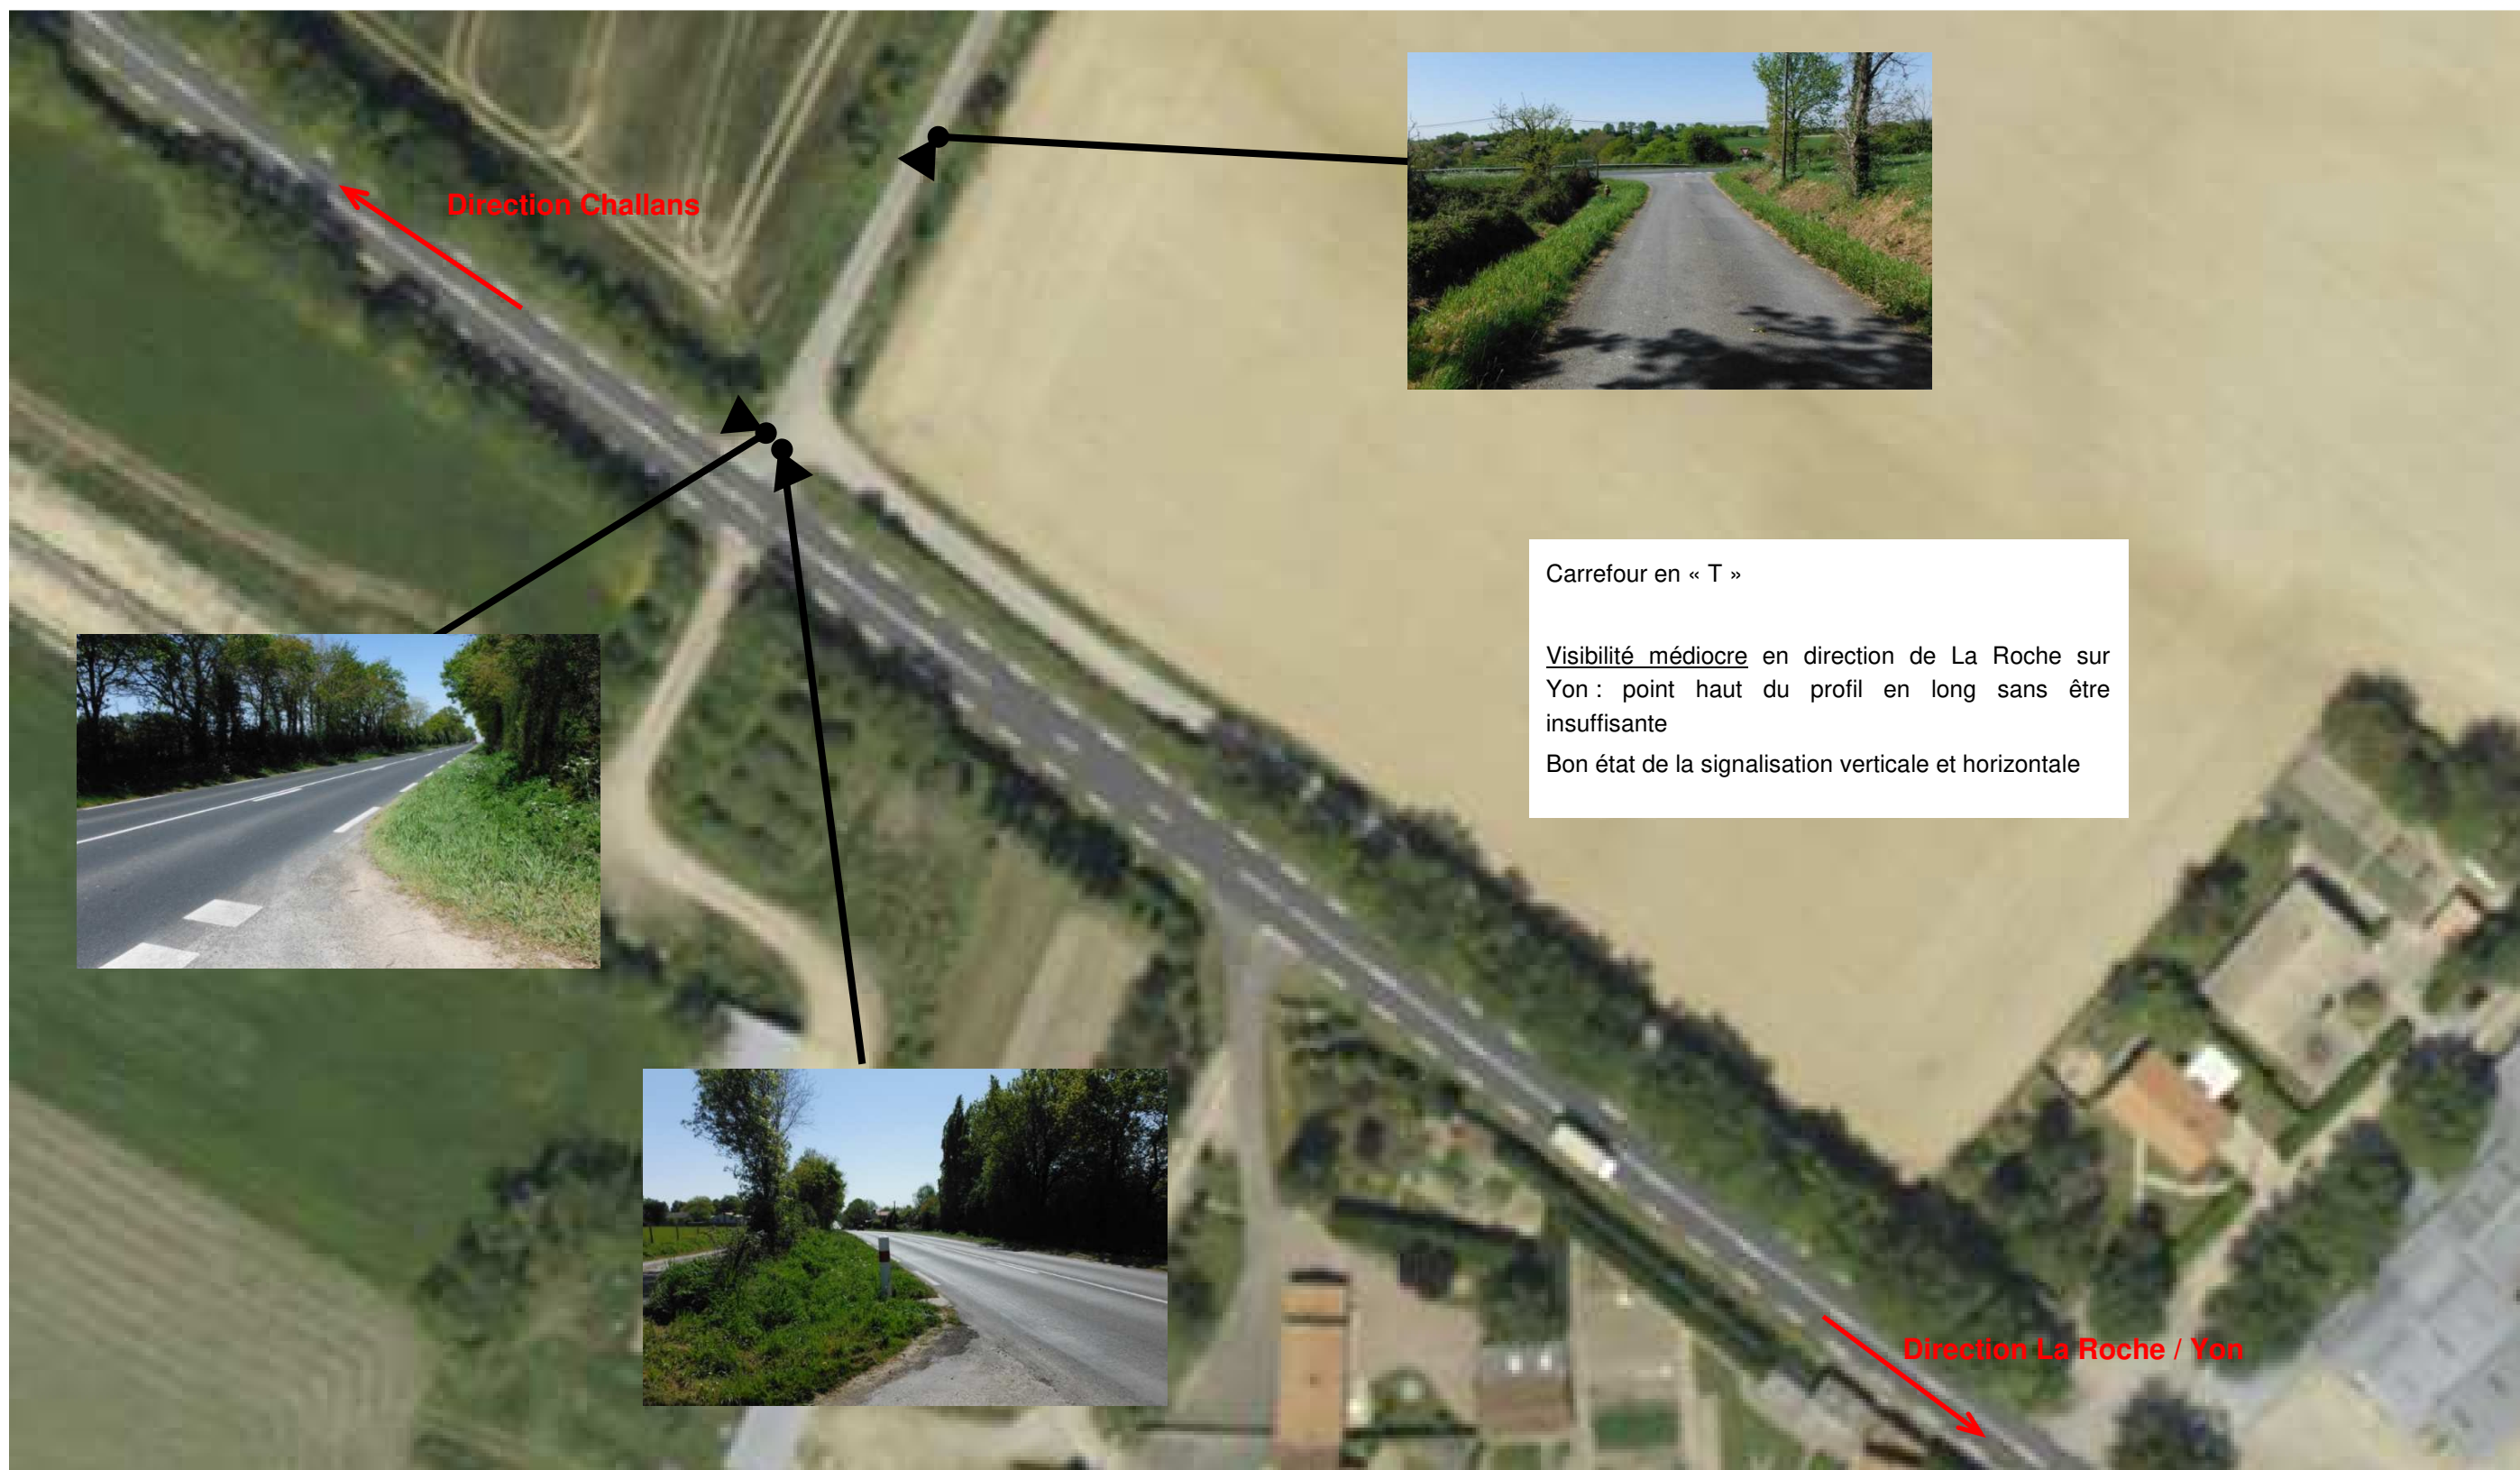 Direction Challans
Carrefour en « T »
Visibilité médiocre en direction de La Roche sur
Yon : point haut du profil en long sans être
insuffisante
Bon état de la signalisation verticale et horizontale
Direction La Roche / Yon